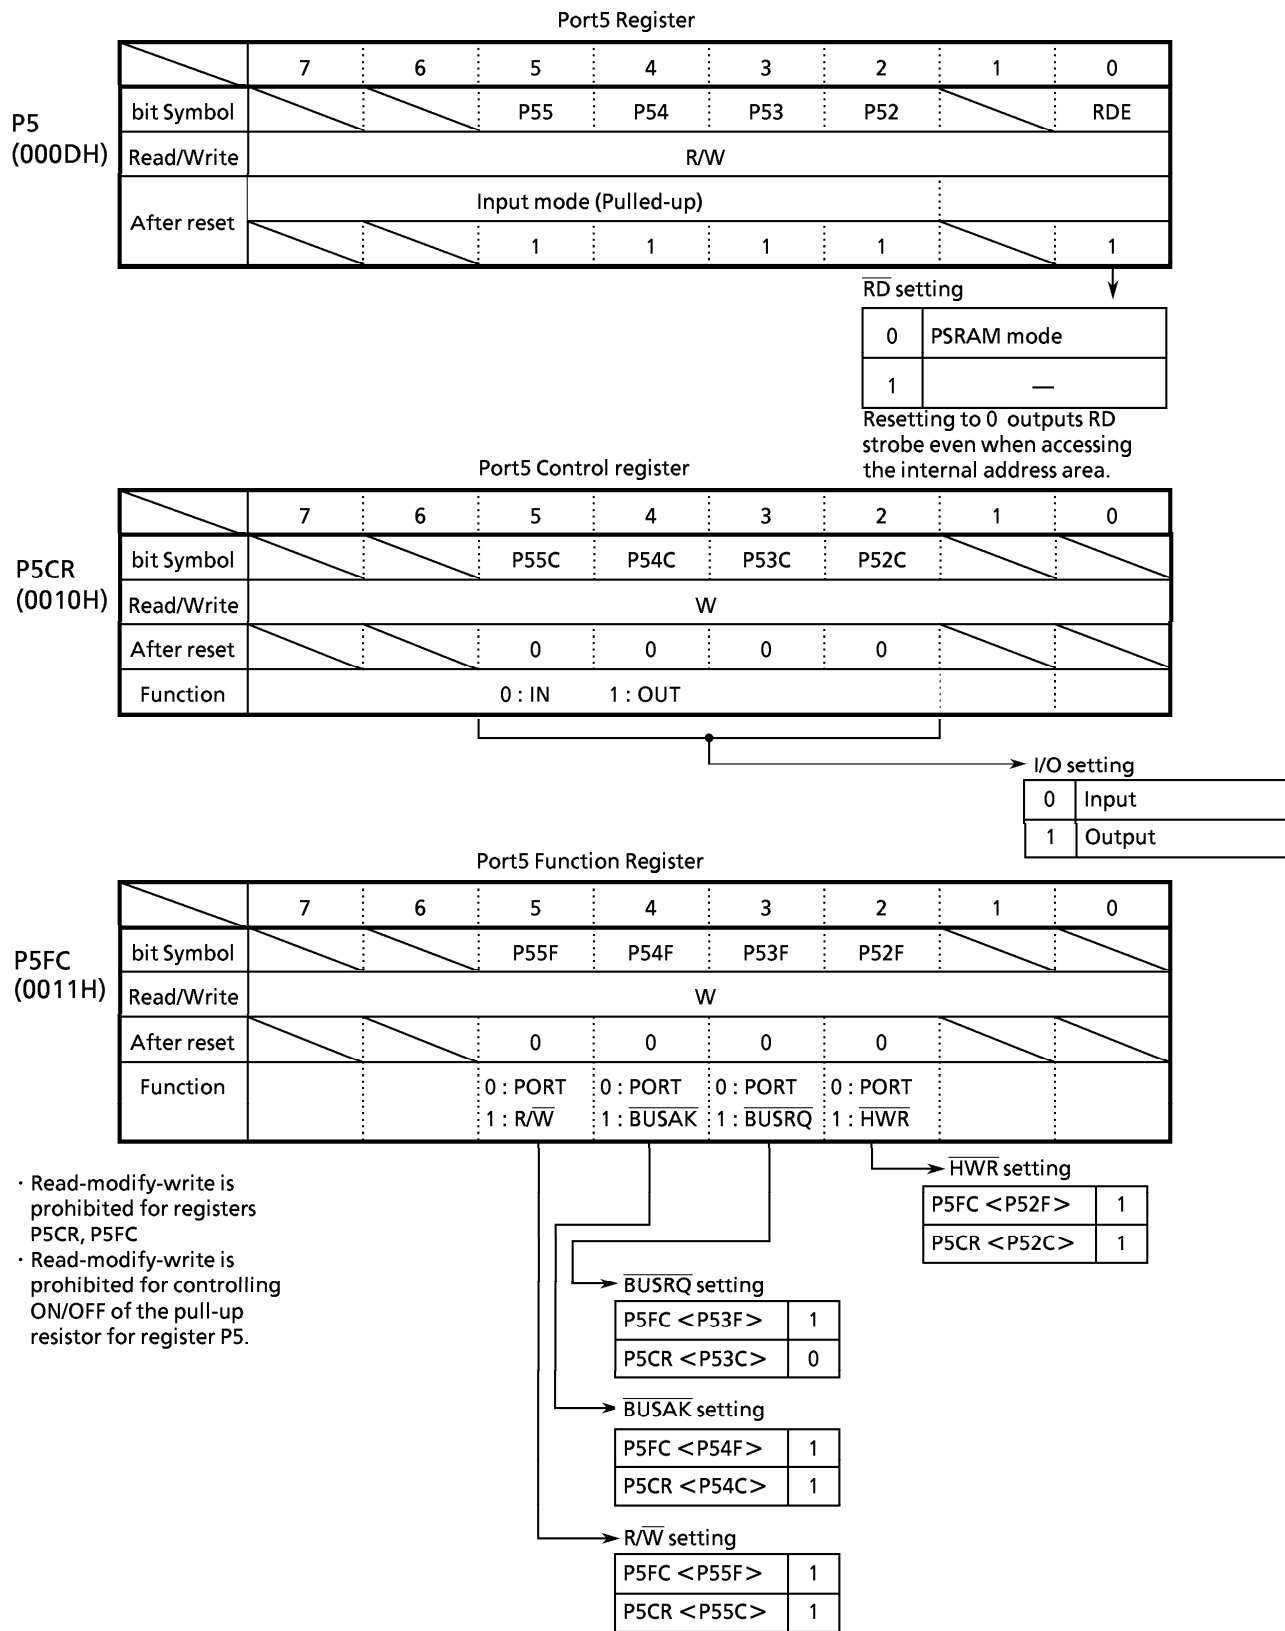 Port5 Register
7 6 5 4 3 2 1 0
P5
(000DH)
bit Symbol P55 P54 P53 P52 RDE
Read/Write R/W
After reset Input mode (Pulled-up)
1 1 1 1 1
R̅D̅ setting
0 PSRAM mode
1 —
Resetting to 0 outputs RD
strobe even when accessing
the internal address area.
Port5 Control register
7 6 5 4 3 2 1 0
P5CR
(0010H)
bit Symbol P55C P54C P53C P52C
Read/Write W
After reset 0 0 0 0
Function 0 : IN 1 : OUT
I/O setting
0 Input
1 Output
Port5 Function Register
7 6 5 4 3 2 1 0
P5FC
(0011H)
bit Symbol P55F P54F P53F P52F
Read/Write W
After reset 0 0 0 0
Function 0 : PORT 0 : PORT 0 : PORT 0 : PORT
1 : R/W̅ 1 : B̅U̅S̅A̅K̅ 1 : B̅U̅S̅R̅Q̅ 1 : H̅W̅R̅
· Read-modify-write is
prohibited for registers
P5CR, P5FC
· Read-modify-write is
prohibited for controlling
ON/OFF of the pull-up
resistor for register P5.
H̅W̅R̅ setting
P5FC <P52F> 1
P5CR <P52C> 1
B̅U̅S̅R̅Q̅ setting
P5FC <P53F> 1
P5CR <P53C> 0
B̅U̅S̅A̅K̅ setting
P5FC <P54F> 1
P5CR <P54C> 1
R/W̅ setting
P5FC <P55F> 1
P5CR <P55C> 1